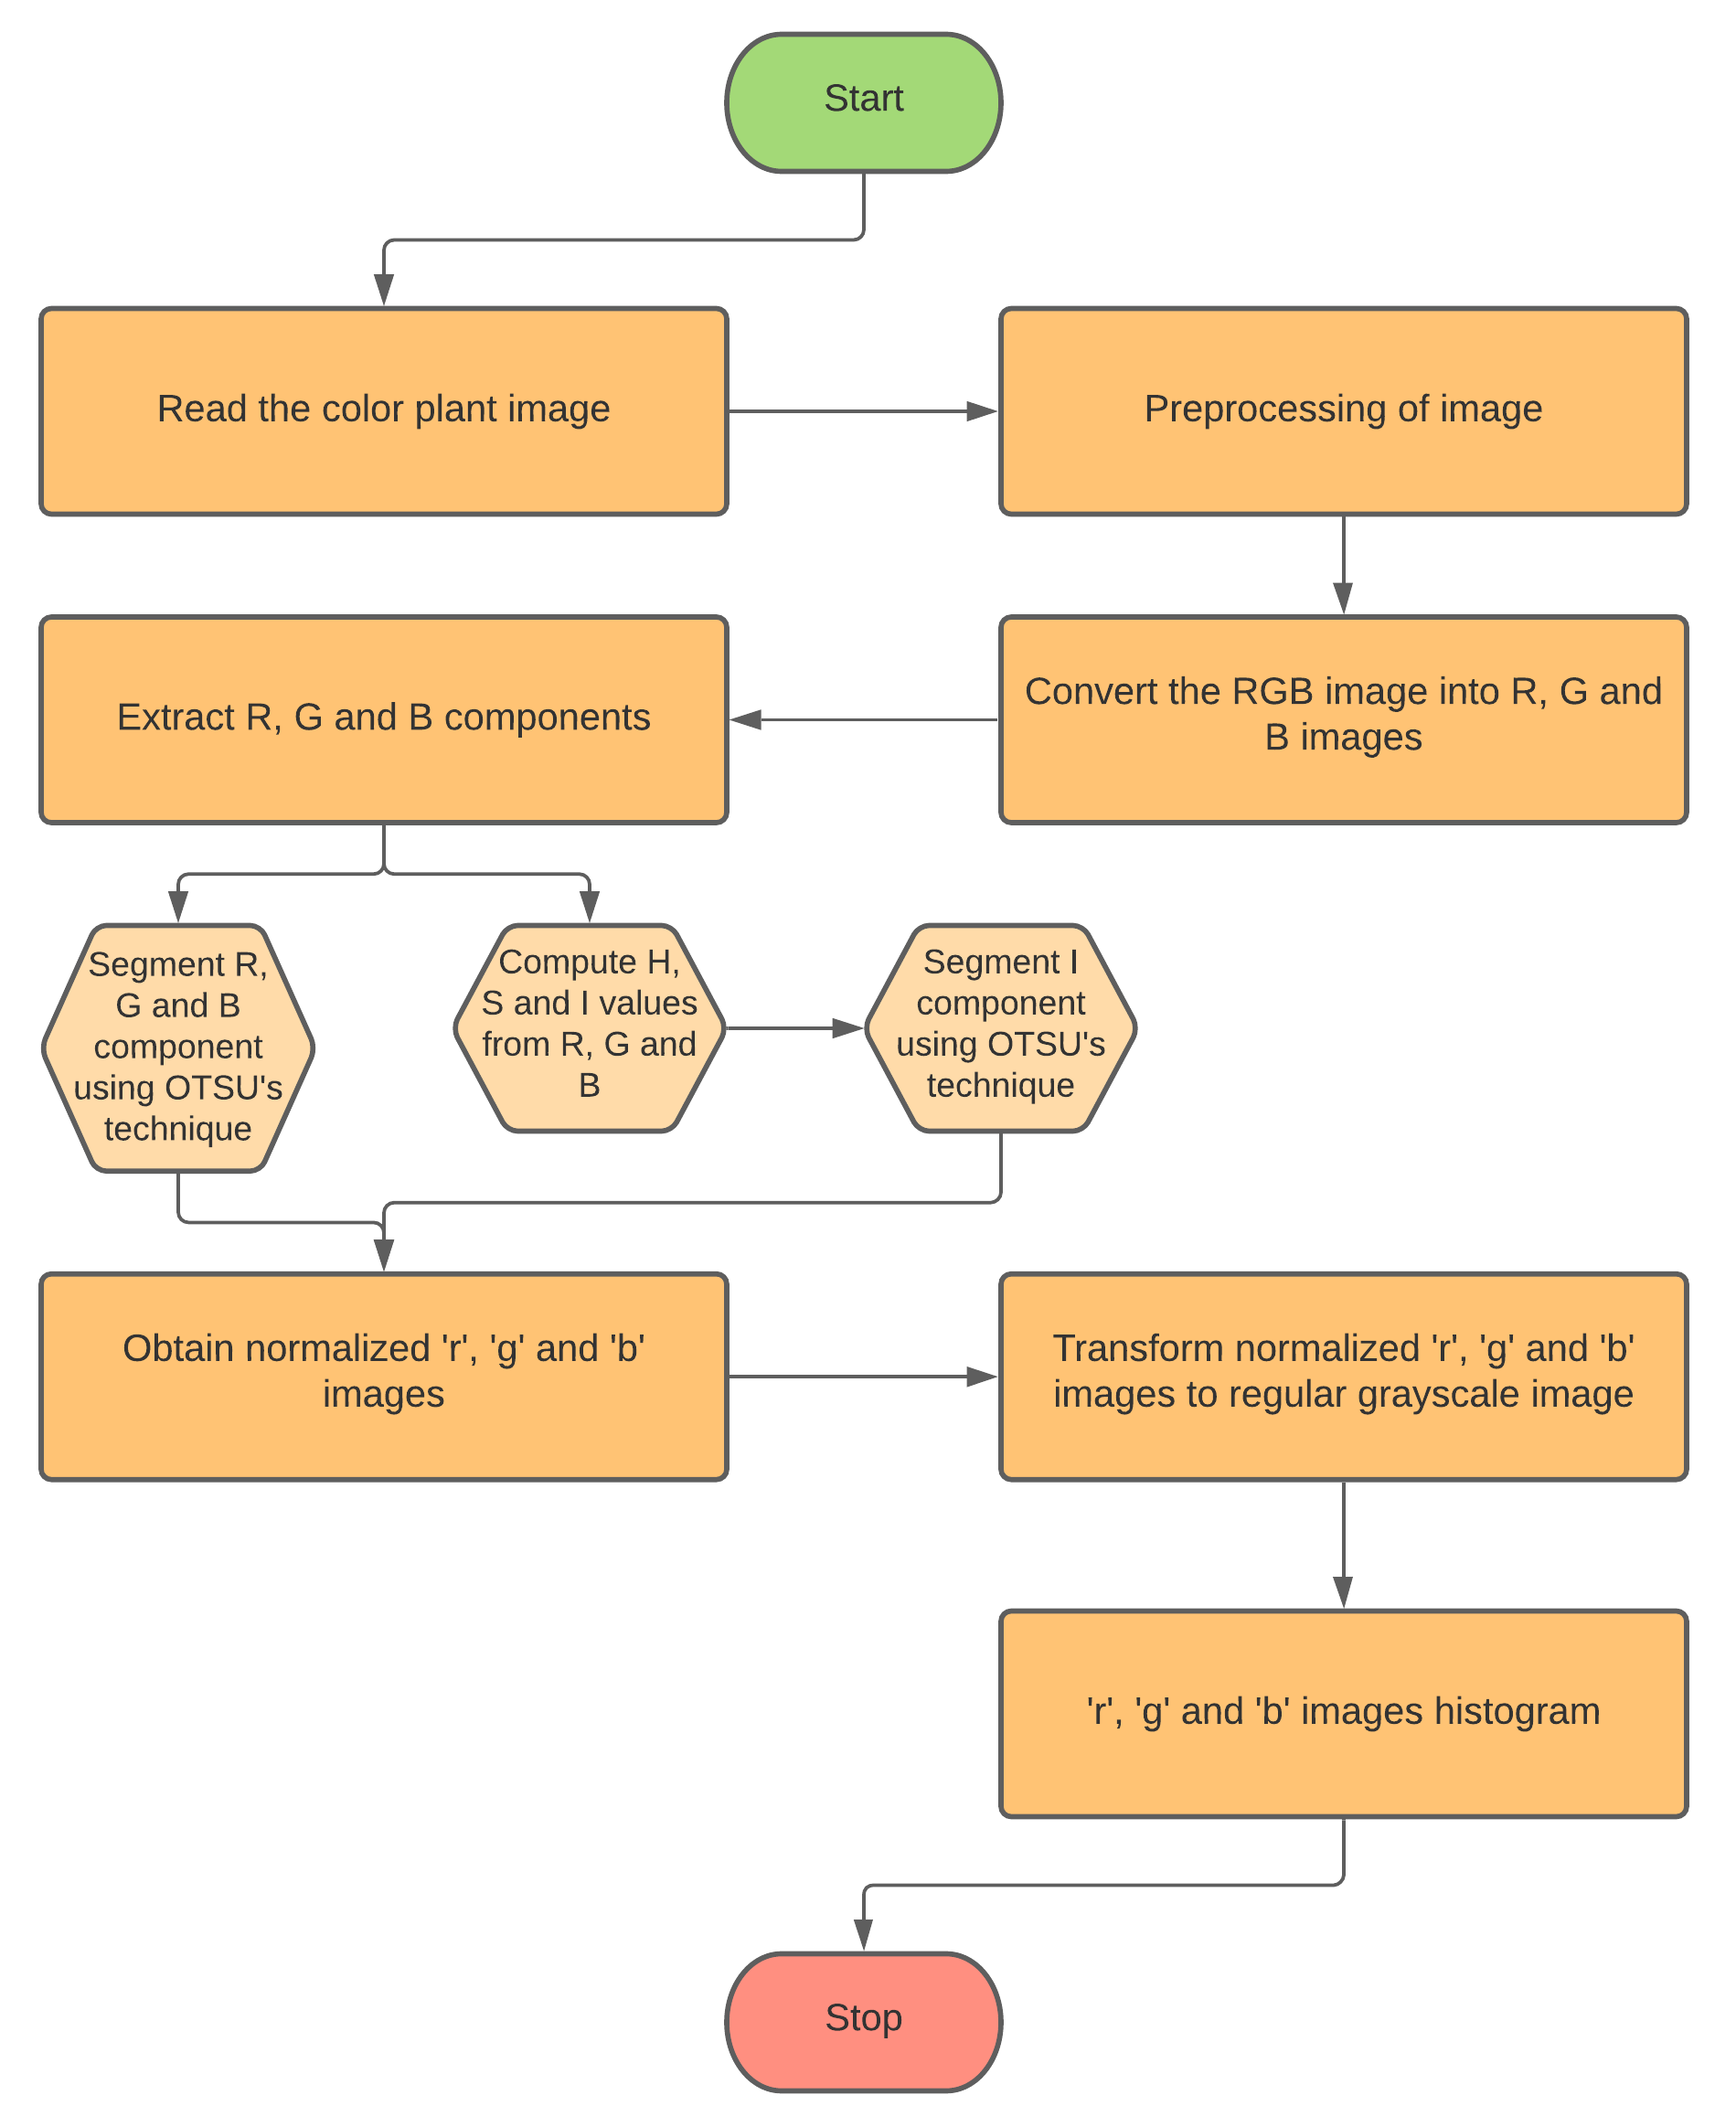 Start
Read the color plant image
Preprocessing of image
Convert the RGB image into R, G and
B images
Extract R, G and B components
Segment R,
G and B
component
using OTSU's
technique
Compute H,
S and I values
from R, G and
B
Segment I
component
using OTSU's
technique
Obtain normalized 'r', 'g' and 'b'
images
Transform normalized 'r', 'g' and 'b'
images to regular grayscale image
'r', 'g' and 'b' images histogram
Stop